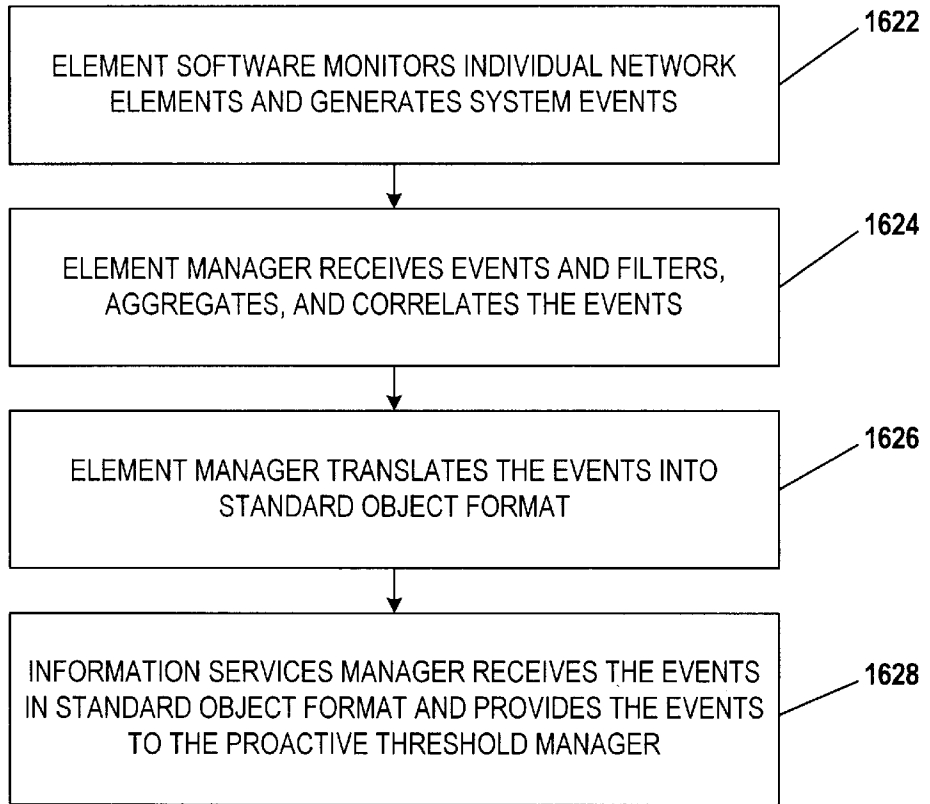 1622
ELEMENT SOFTWARE MONITORS INDIVIDUAL NETWORK
ELEMENTS AND GENERATES SYSTEM EVENTS
1624
ELEMENT MANAGER RECEIVES EVENTS AND FILTERS,
AGGREGATES, AND CORRELATES THE EVENTS
1626
ELEMENT MANAGER TRANSLATES THE EVENTS INTO
STANDARD OBJECT FORMAT
1628
INFORMATION SERVICES MANAGER RECEIVES THE EVENTS
IN STANDARD OBJECT FORMAT AND PROVIDES THE EVENTS
TO THE PROACTIVE THRESHOLD MANAGER